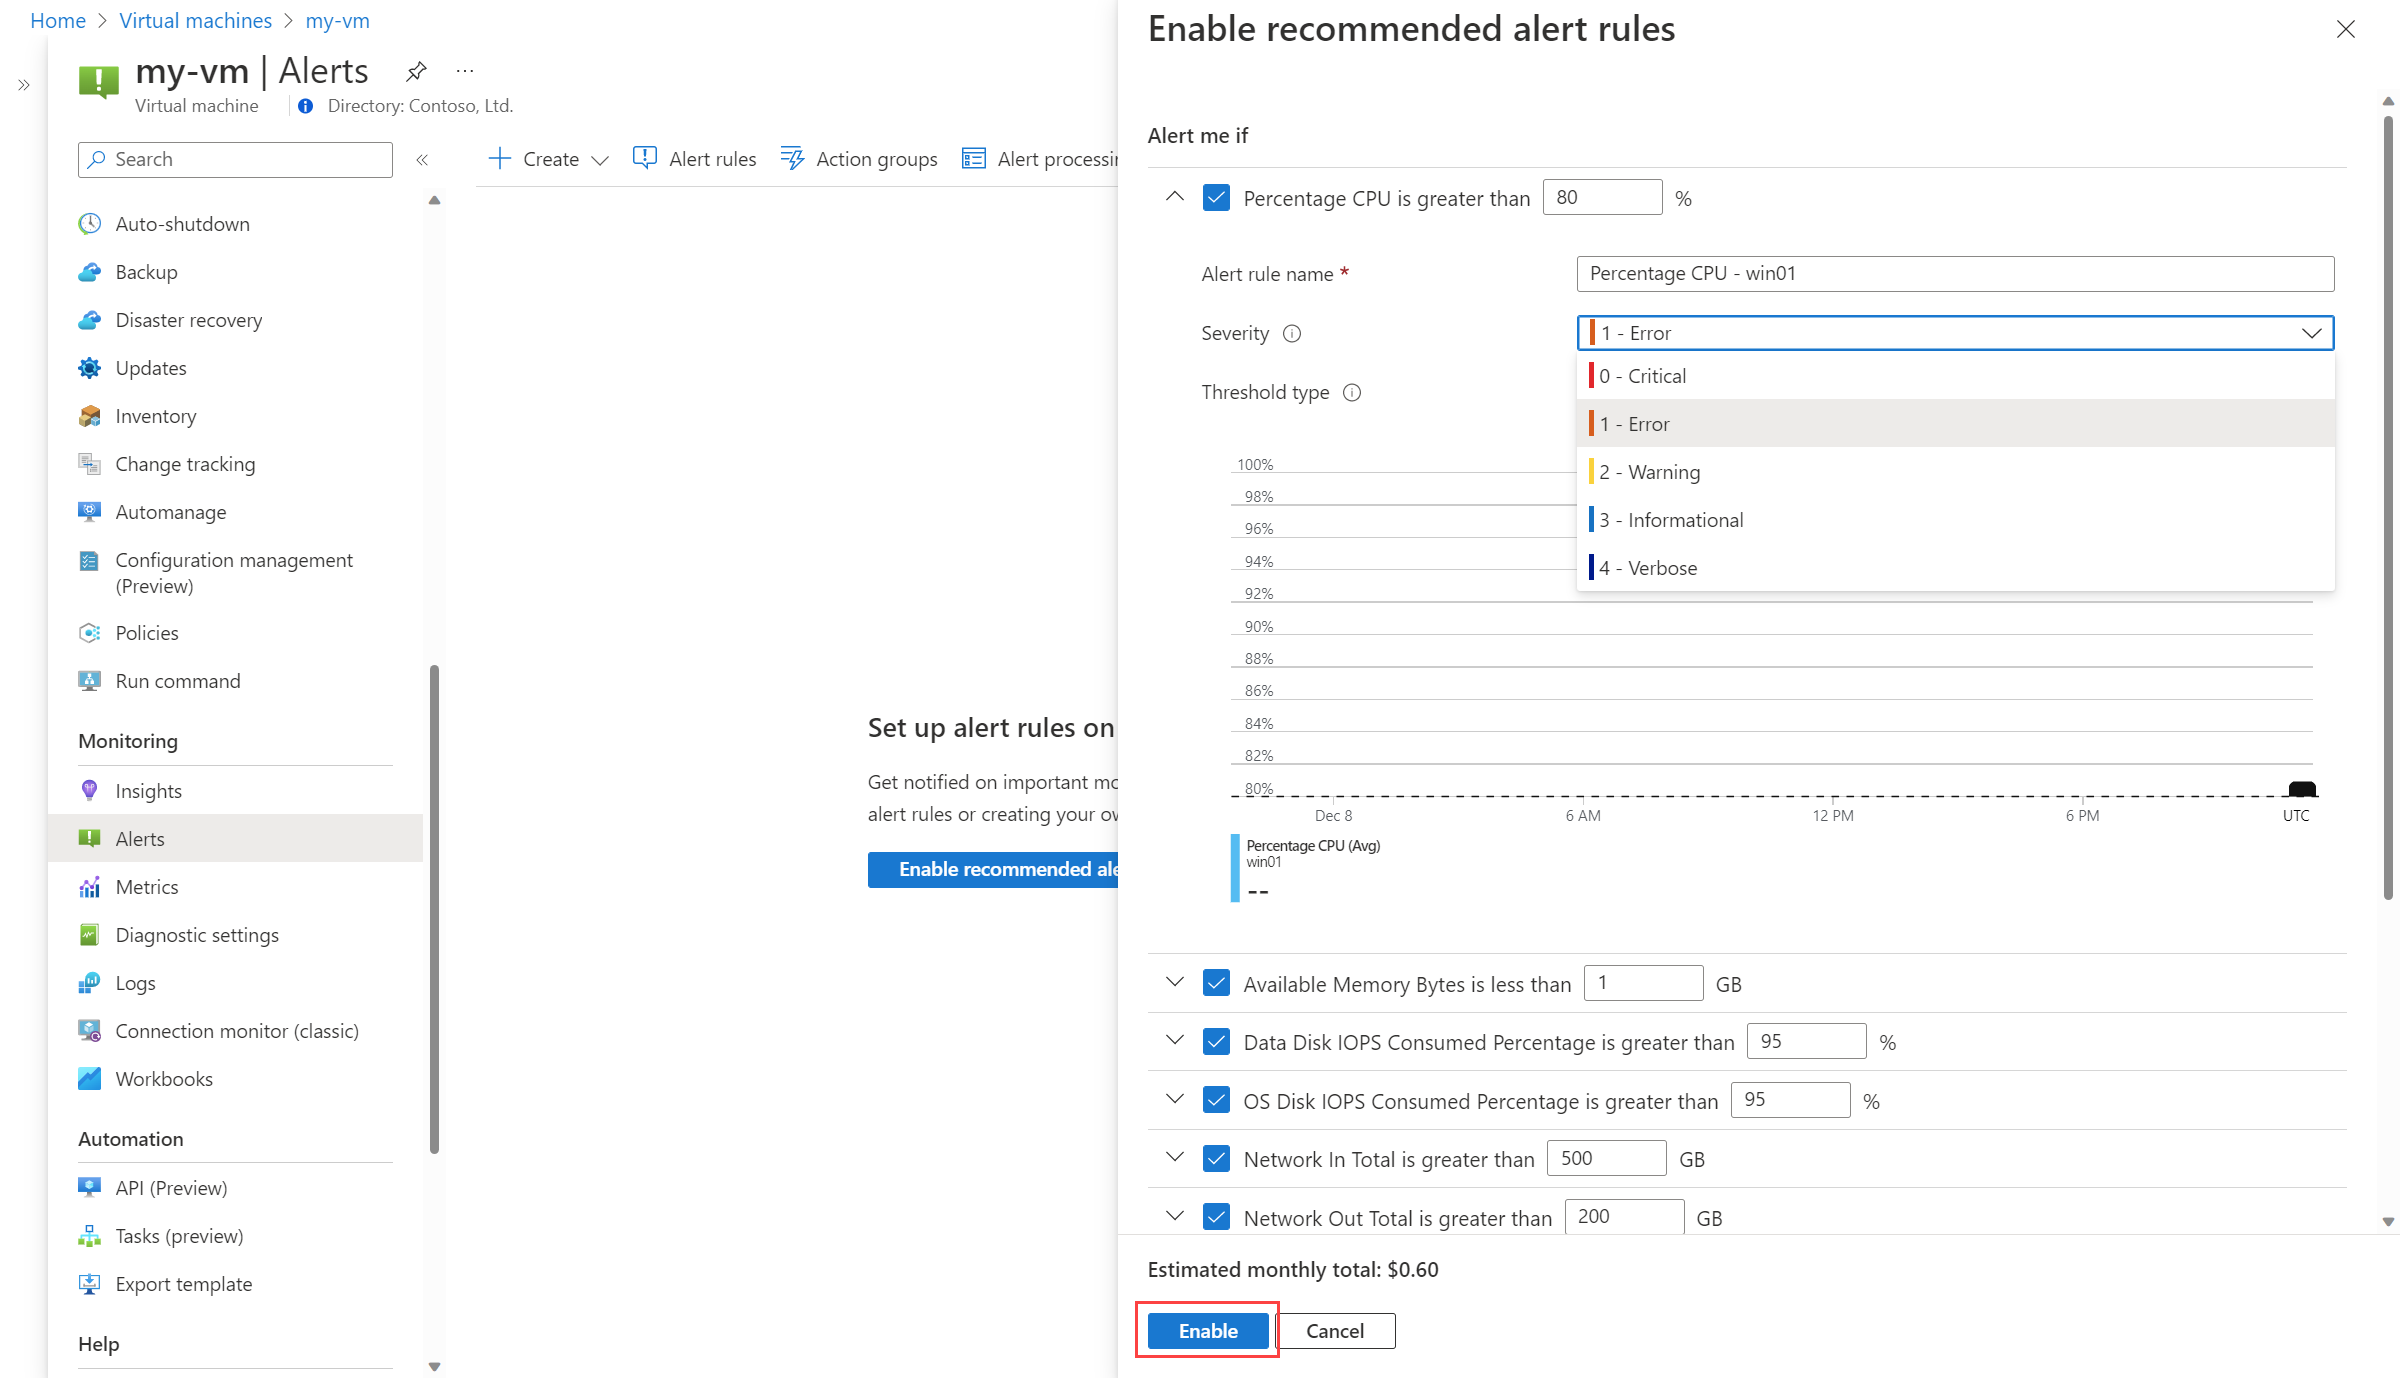 Home > Virtual machines > my-vm
my-vm | Alerts
Virtual machine
Directory: Contoso, Ltd.
Search
Auto-shutdown
Backup
Disaster recovery
Updates
Inventory
Change tracking
Automanage
Configuration management
(Preview)
Policies
Run command
Monitoring
Insights
Alerts
Metrics
Diagnostic settings
Logs
Connection monitor (classic)
Workbooks
Automation
API (Preview)
Tasks (preview)
Export template
Help
Create
Alert rules
Action groups
Alert processin
Set up alert rules on
Get notified on important mo
alert rules or creating your ow
Enable recommended ale
Enable recommended alert rules
Alert me if
Percentage CPU is greater than 80 %
Alert rule name * Percentage CPU - win01
Severity 1 - Error
0 - Critical
1 - Error
2 - Warning
3 - Informational
4 - Verbose
Threshold type
100%
98%
96%
94%
92%
90%
88%
86%
84%
82%
80%
Dec 8 6 AM 12 PM 6 PM UTC
Percentage CPU (Avg)
win01
--
Available Memory Bytes is less than 1 GB
Data Disk IOPS Consumed Percentage is greater than 95 %
OS Disk IOPS Consumed Percentage is greater than 95 %
Network In Total is greater than 500 GB
Network Out Total is greater than 200 GB
Estimated monthly total: $0.60
Enable
Cancel